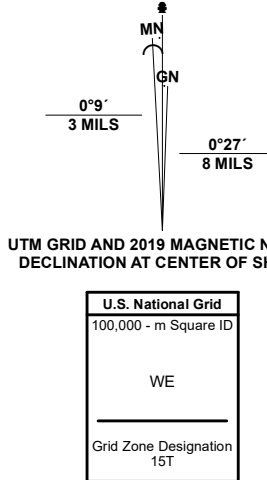 MN
GN
0°9´
3 MILS
0°27´
8 MILS
UTM GRID AND 2019 MAGNETIC N
DECLINATION AT CENTER OF SH
U.S. National Grid
100,000 - m Square ID
WE
Grid Zone Designation
15T